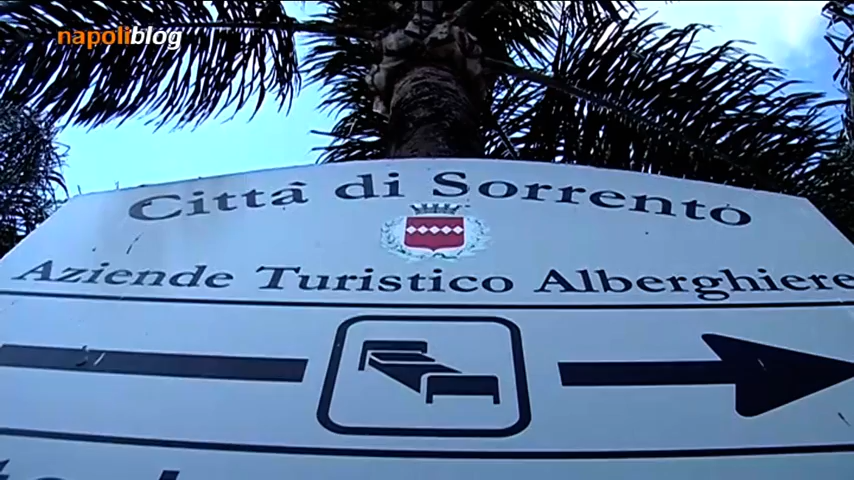 napoliblog
Città di Sorrento
Aziende Turistico Alberghiere